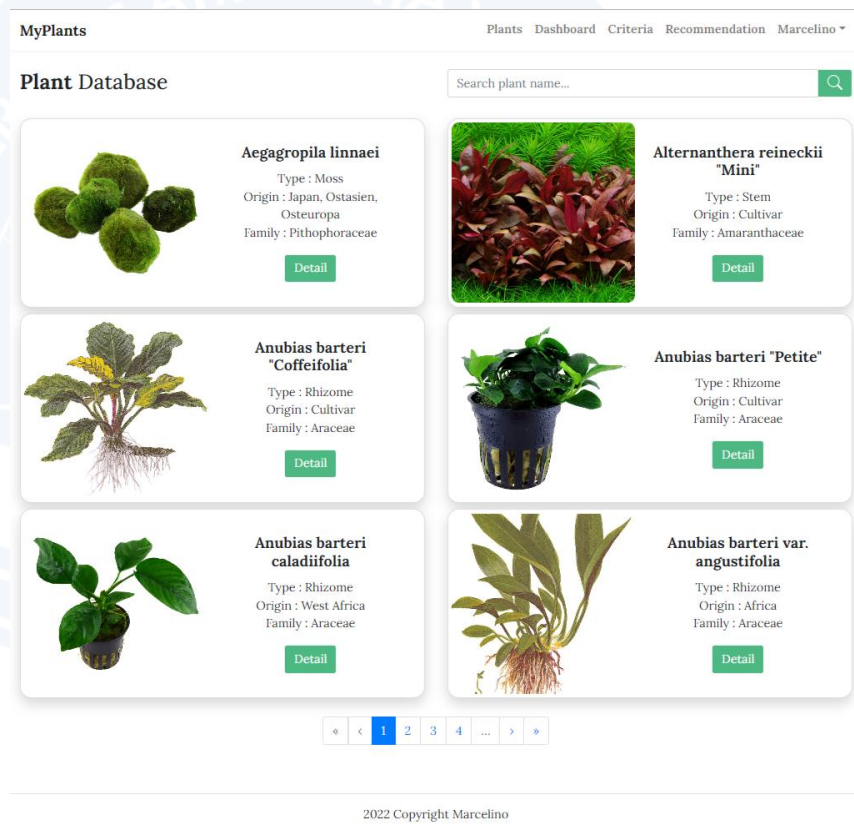 MyPlants
Plants Dashboard Criteria Recommendation Marcelino
Plant Database
Search plant name...
Aegagropila linnaei
Type : Moss
Origin : Japan, Ostasien,
Osteuropa
Family : Pithophoraceae
Detail
Alternanthera reineckii
"Mini"
Type : Stem
Origin : Cultivar
Family : Amaranthaceae
Detail
Anubias barteri
"Coffeifolia"
Type : Rhizome
Origin : Cultivar
Family : Araceae
Detail
Anubias barteri "Petite"
Type : Rhizome
Origin : Cultivar
Family : Araceae
Detail
Anubias barteri
caladiifolia
Type : Rhizome
Origin : West Africa
Family : Araceae
Detail
Anubias barteri var.
angustifolia
Type : Rhizome
Origin : Africa
Family : Araceae
Detail
« ‹ 1 2 3 4 ... › »
2022 Copyright Marcelino